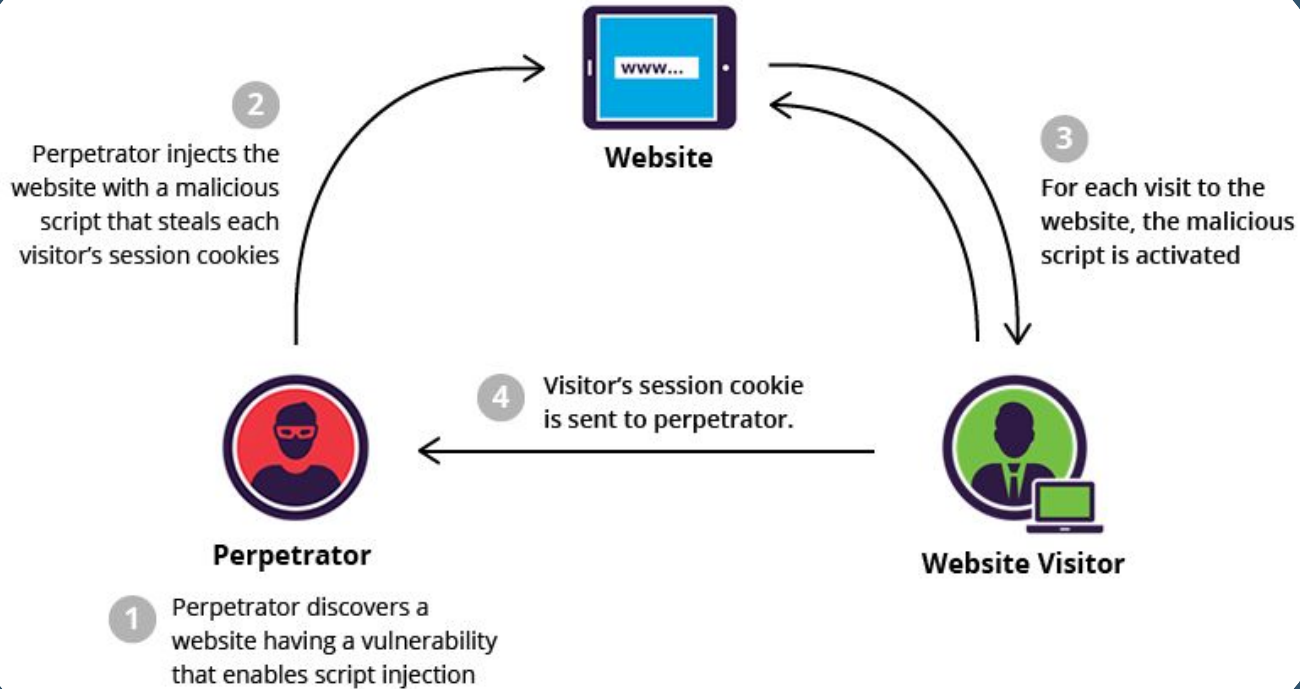 www...
Website
2
Perpetrator injects the
website with a malicious
script that steals each
visitor's session cookies
3
For each visit to the
website, the malicious
script is activated
4
Visitor's session cookie
is sent to perpetrator.
Perpetrator
Website Visitor
1
Perpetrator discovers a
website having a vulnerability
that enables script injection